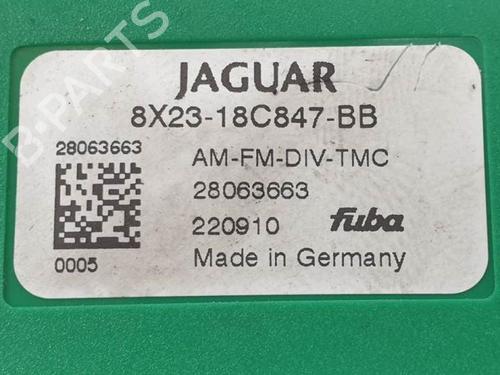 JAGUAR
8X23-18C847-BB
28063663
AM-FM-DIV-TMC
28063663
220910 fuba
0005
Made in Germany
B-PARTS